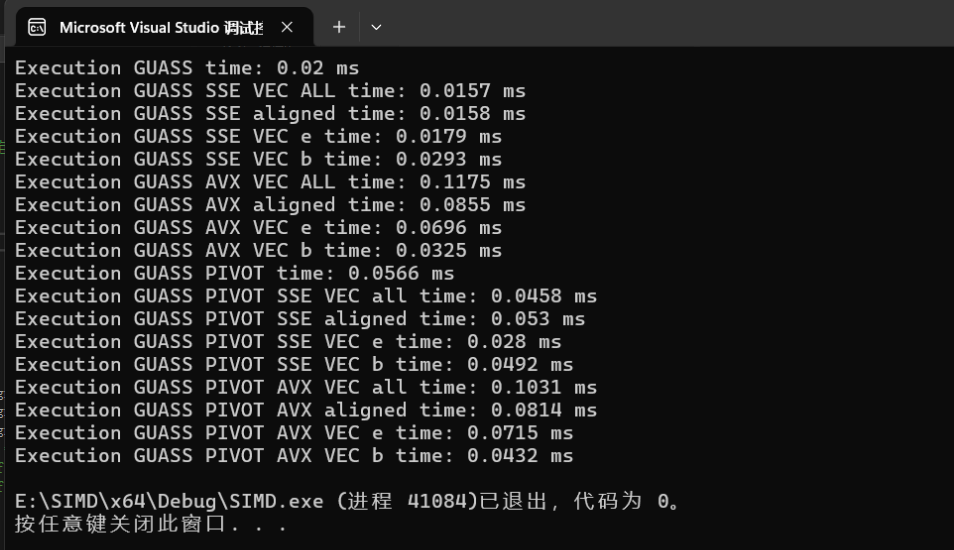 Microsoft Visual Studio 调试
Execution GUASS time: 0.02 ms
Execution GUASS SSE VEC ALL time: 0.0157 ms
Execution GUASS SSE aligned time: 0.0158 ms
Execution GUASS SSE VEC e time: 0.0179 ms
Execution GUASS SSE VEC b time: 0.0293 ms
Execution GUASS AVX VEC ALL time: 0.1175 ms
Execution GUASS AVX aligned time: 0.0855 ms
Execution GUASS AVX VEC e time: 0.0696 ms
Execution GUASS AVX VEC b time: 0.0325 ms
Execution GUASS PIVOT time: 0.0566 ms
Execution GUASS PIVOT SSE VEC all time: 0.0458 ms
Execution GUASS PIVOT SSE aligned time: 0.053 ms
Execution GUASS PIVOT SSE VEC e time: 0.028 ms
Execution GUASS PIVOT SSE VEC b time: 0.0492 ms
Execution GUASS PIVOT AVX VEC all time: 0.1031 ms
Execution GUASS PIVOT AVX aligned time: 0.0814 ms
Execution GUASS PIVOT AVX VEC e time: 0.0715 ms
Execution GUASS PIVOT AVX VEC b time: 0.0432 ms
E:\SIMD\x64\Debug\SIMD.exe (进程 41084)已退出，代码为 0。
按任意键关闭此窗口. . .